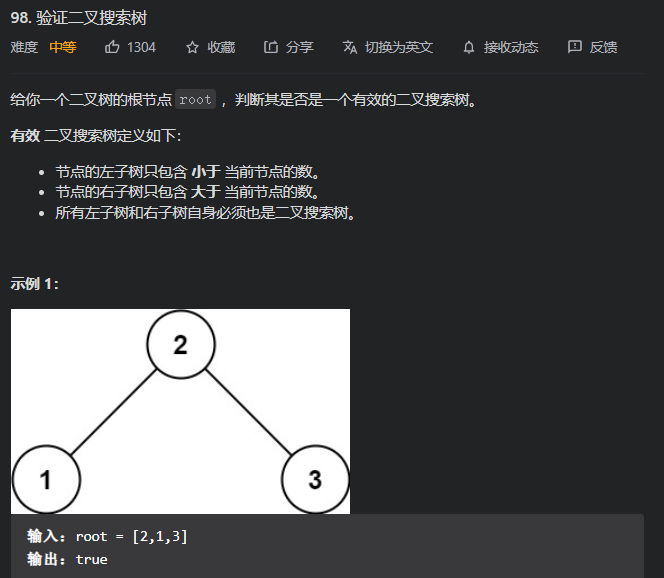 98. 验证二叉搜索树
难度 中等 1304 收藏 分享 切换为英文 接收动态 反馈
给你一个二叉树的根节点 root ，判断其是否是一个有效的二叉搜索树。
有效 二叉搜索树定义如下：
节点的左子树只包含 小于 当前节点的数。
节点的右子树只包含 大于 当前节点的数。
所有左子树和右子树自身必须也是二叉搜索树。
示例 1：
2
1 3
输入：root = [2,1,3]
输出：true